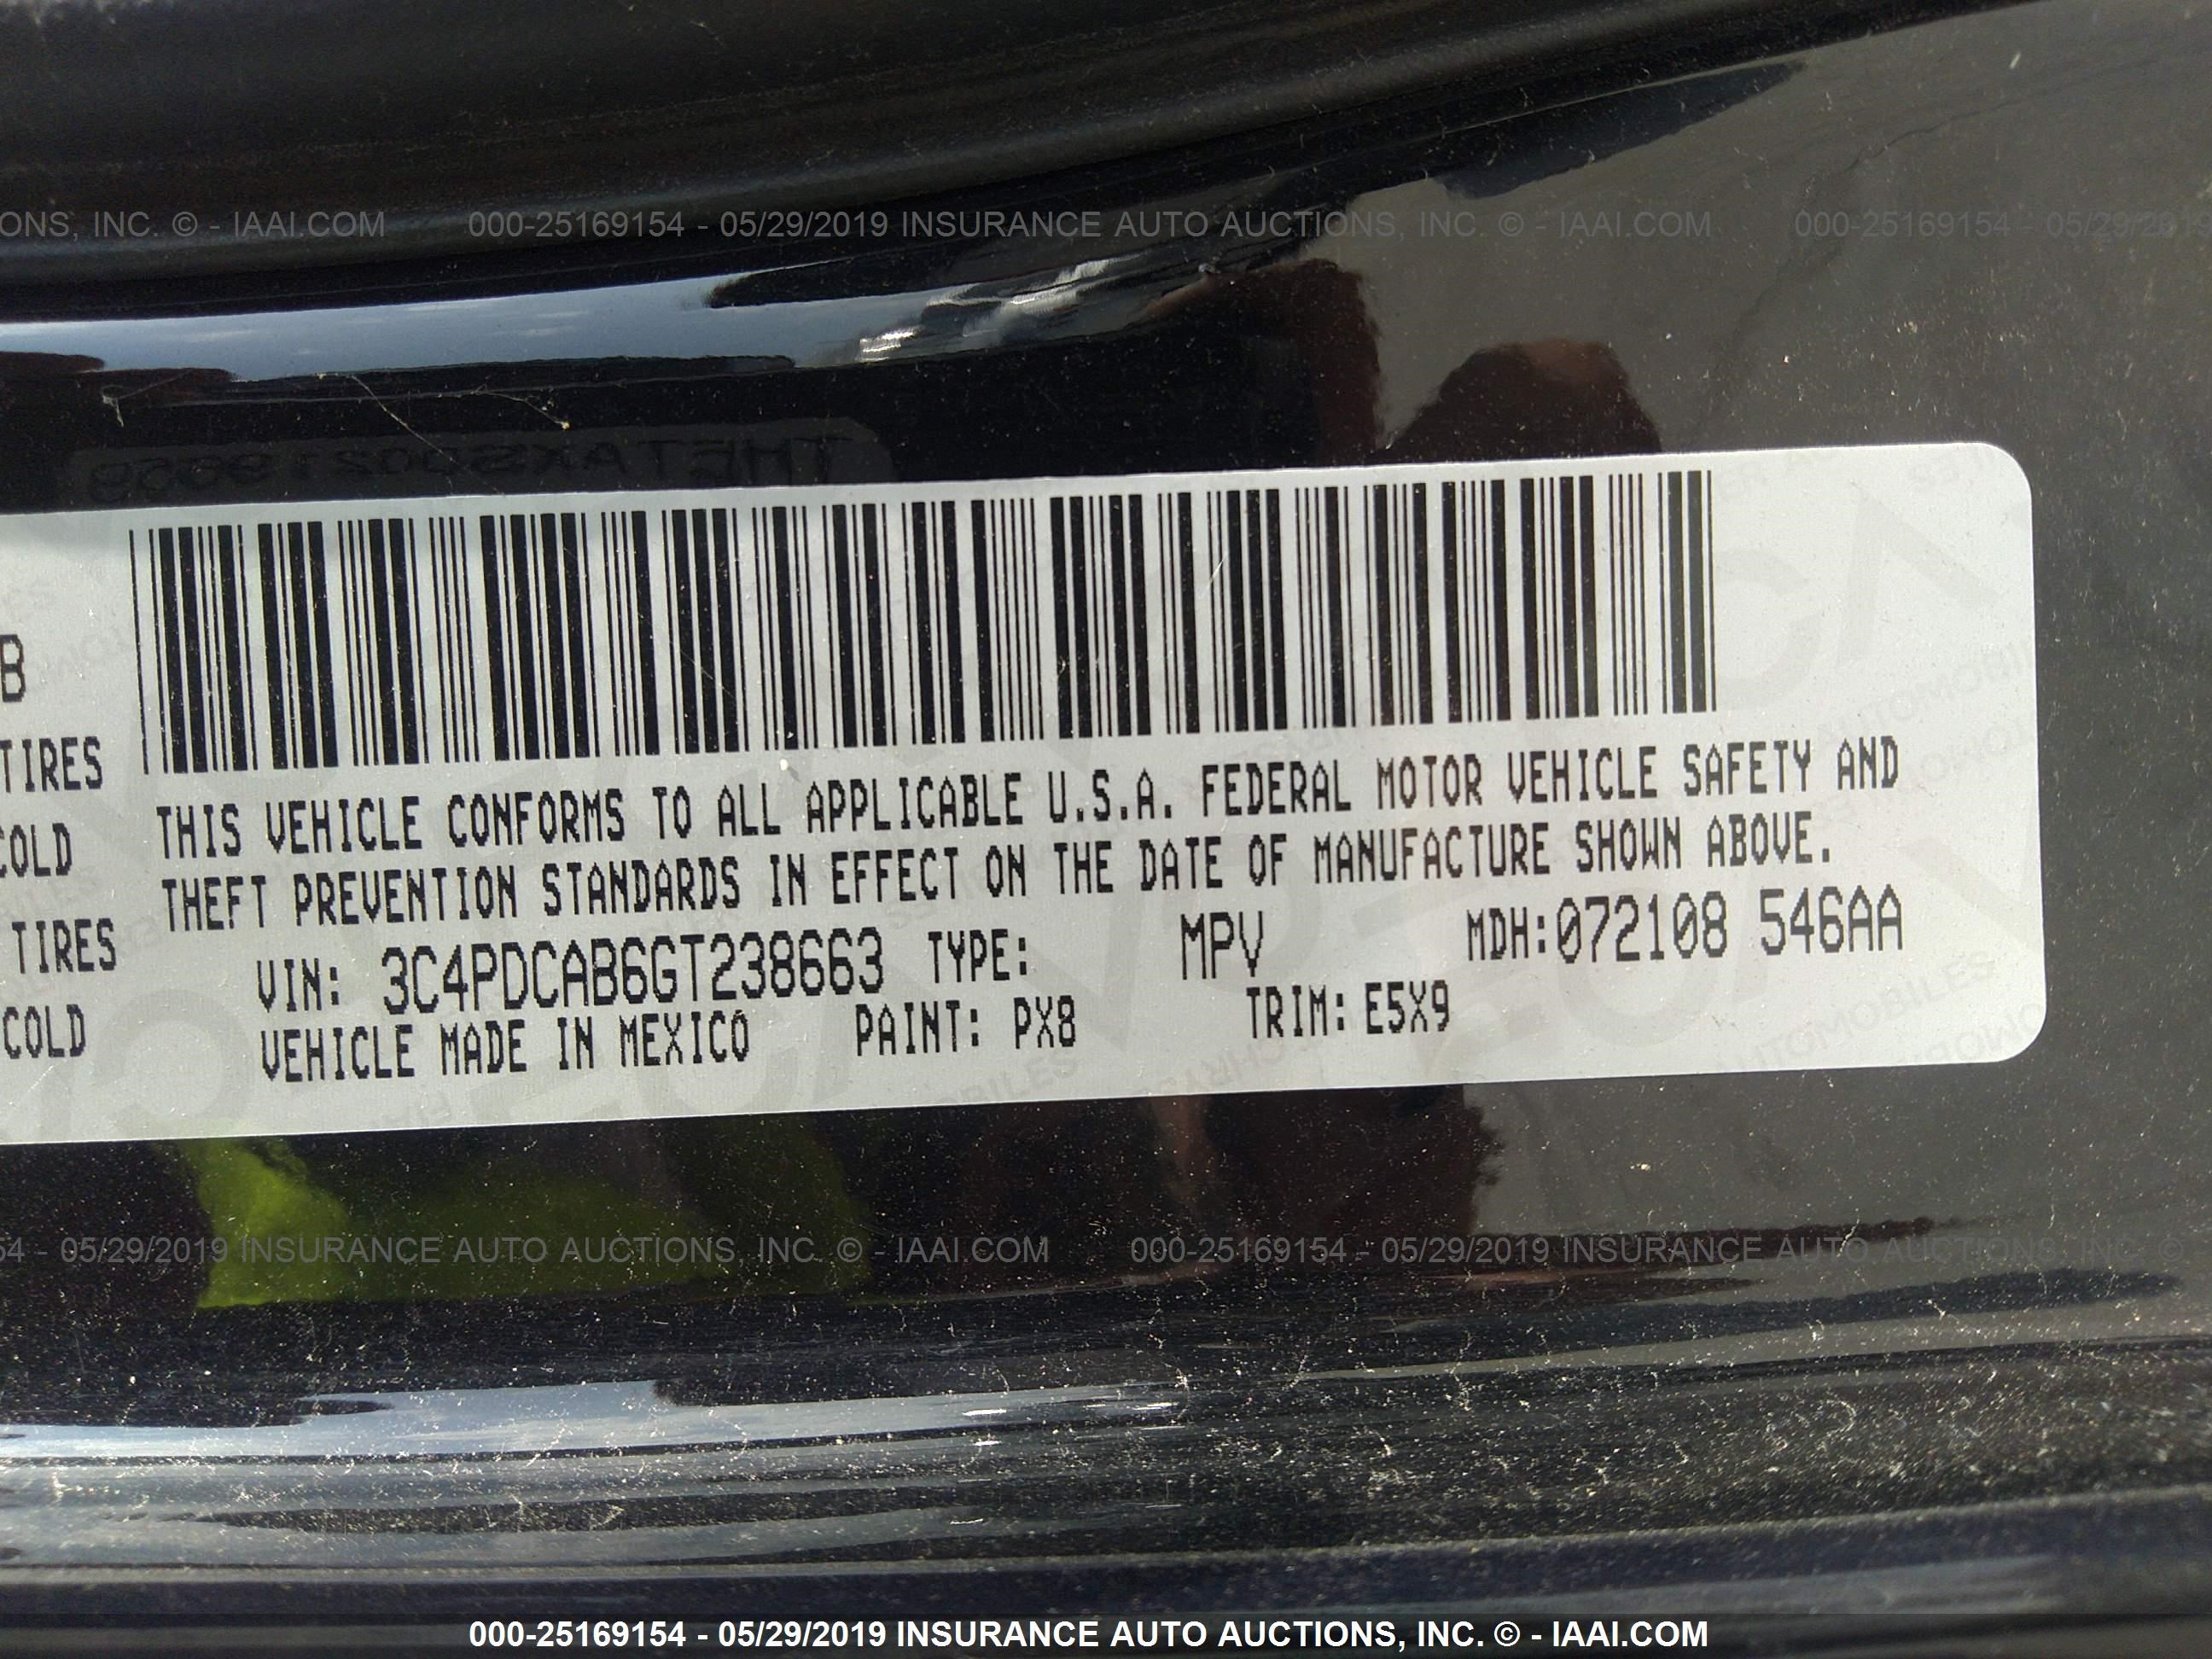 ONS, INC. © - IAAI.COM 000-25169154 - 05/29/2019 INSURANCE AUTO AUCTIONS, INC. © - IAAI.COM 000-25169154 - 05/29/2019
B
TIRES
COLD
TIRES
COLD
THIS VEHICLE CONFORMS TO ALL APPLICABLE U.S.A. FEDERAL MOTOR VEHICLE SAFETY AND
THEFT PREVENTION STANDARDS IN EFFECT ON THE DATE OF MANUFACTURE SHOWN ABOVE.
VIN: 3C4PDCAB6GT238663 TYPE: MPV MDH:072108 546AA
VEHICLE MADE IN MEXICO PAINT: PX8 TRIM: E5X9
54 - 05/29/2019 INSURANCE AUTO AUCTIONS, INC. © - IAAI.COM 000-25169154 - 05/29/2019 INSURANCE AUTO AUCTIONS, INC. ©
000-25169154 - 05/29/2019 INSURANCE AUTO AUCTIONS, INC. © - IAAI.COM